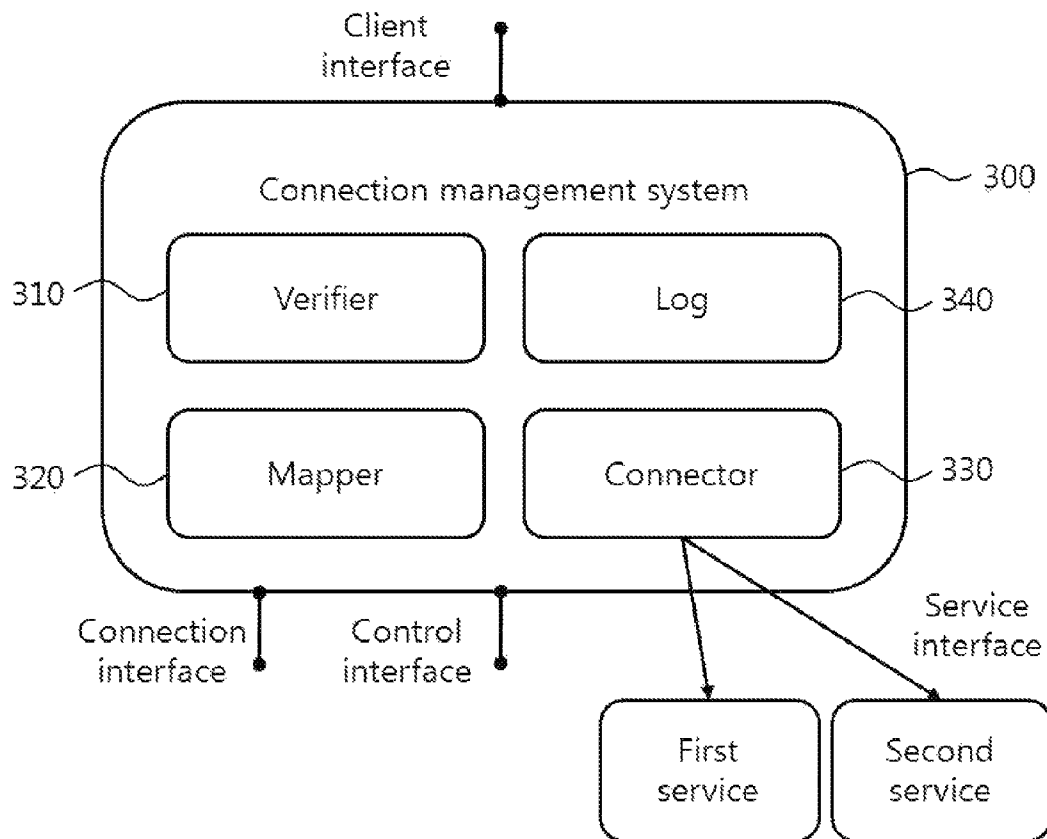 Client
interface
Connection management system
300
310
Verifier
Log
340
320
Mapper
Connector
330
Connection
interface
Control
interface
Service
interface
First
service
Second
service